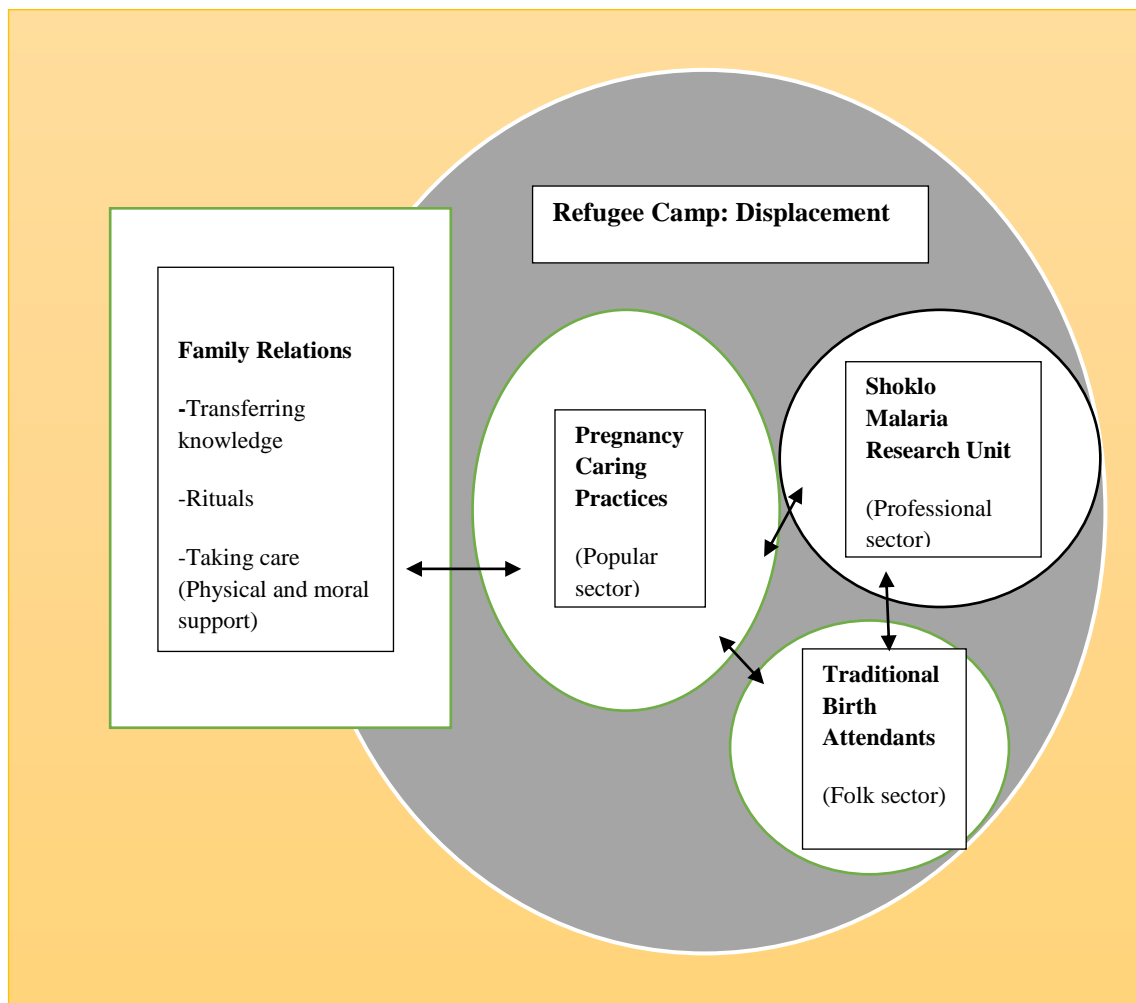 Refugee Camp: Displacement
Family Relations
-Transferring
knowledge
-Rituals
-Taking care
(Physical and moral
support)
Pregnancy
Caring
Practices
(Popular
sector)
Shoklo
Malaria
Research Unit
(Professional
sector)
Traditional
Birth
Attendants
(Folk sector)